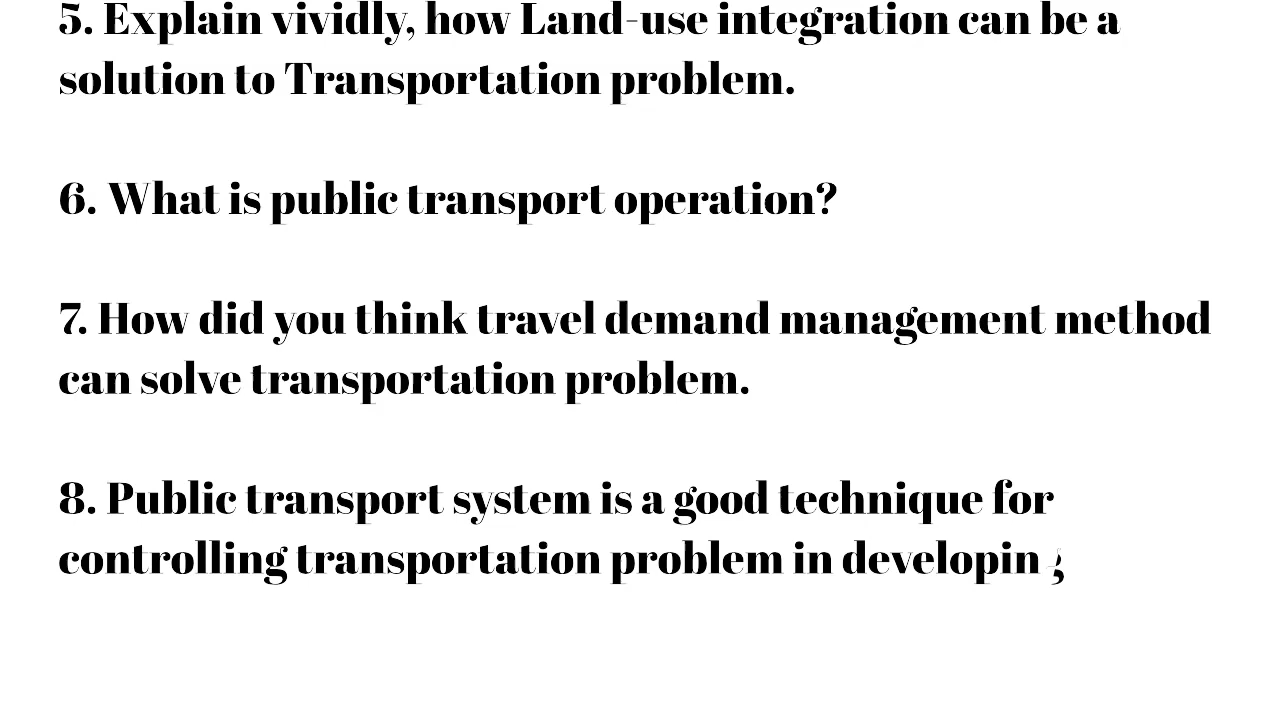 5. Explain vividly, how Land-use integration can be a
solution to Transportation problem.
6. What is public transport operation?
7. How did you think travel demand management method
can solve transportation problem.
8. Public transport system is a good technique for
controlling transportation problem in developin